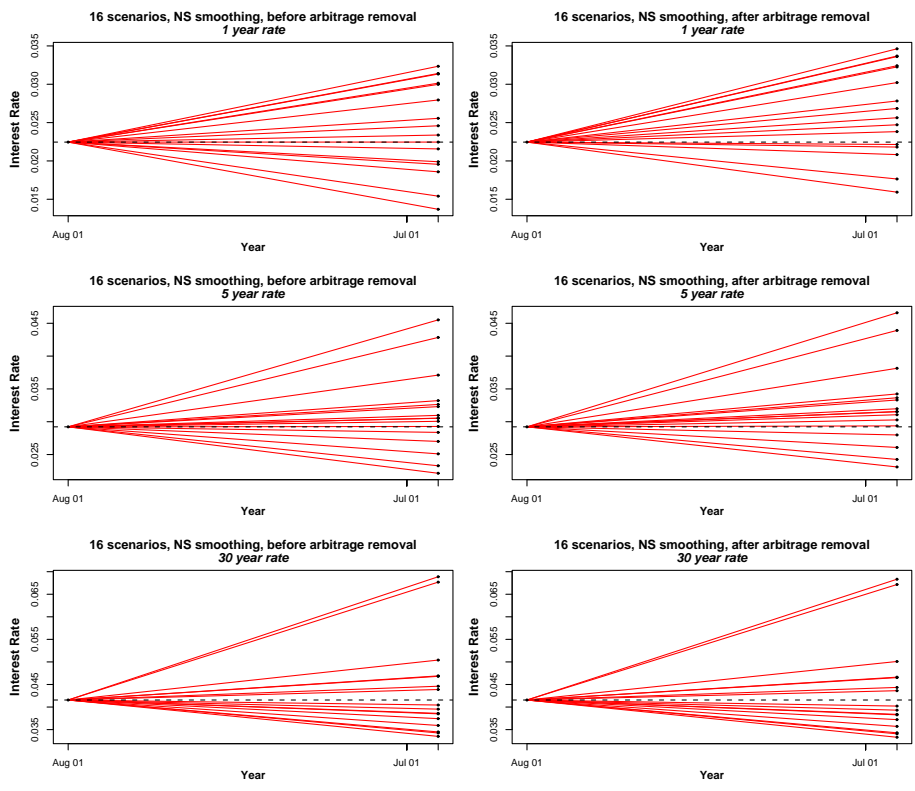 16 scenarios, NS smoothing, before arbitrage removal
1 year rate
0.035
0.030
0.025
0.020
0.015
Interest Rate
Aug 01
Jul 01
Year
16 scenarios, NS smoothing, after arbitrage removal
1 year rate
0.035
0.030
0.025
0.020
0.015
Interest Rate
Aug 01
Jul 01
Year
16 scenarios, NS smoothing, before arbitrage removal
5 year rate
0.045
0.035
0.025
Interest Rate
Aug 01
Jul 01
Year
16 scenarios, NS smoothing, after arbitrage removal
5 year rate
0.045
0.035
0.025
Interest Rate
Aug 01
Jul 01
Year
16 scenarios, NS smoothing, before arbitrage removal
30 year rate
0.065
0.055
0.045
0.035
Interest Rate
Aug 01
Jul 01
Year
16 scenarios, NS smoothing, after arbitrage removal
30 year rate
0.065
0.055
0.045
0.035
Interest Rate
Aug 01
Jul 01
Year